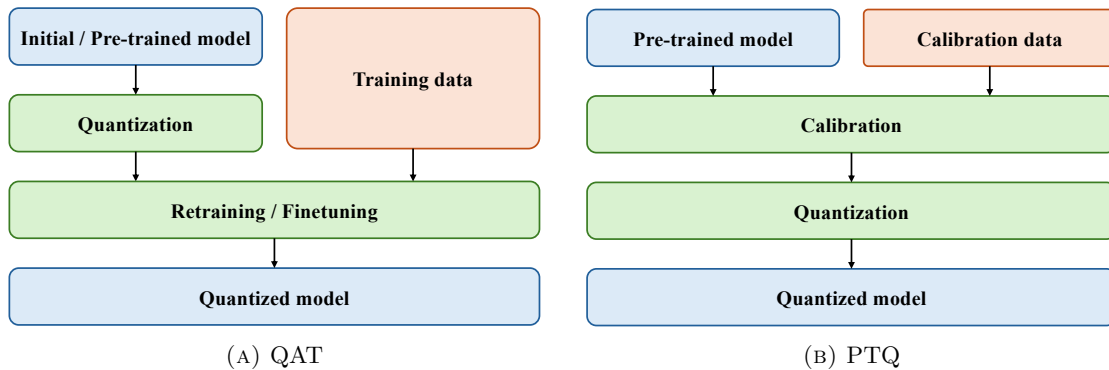 Initial / Pre-trained model
Training data
Quantization
Retraining / Finetuning
Quantized model
(A) QAT
Pre-trained model
Calibration data
Calibration
Quantization
Quantized model
(B) PTQ